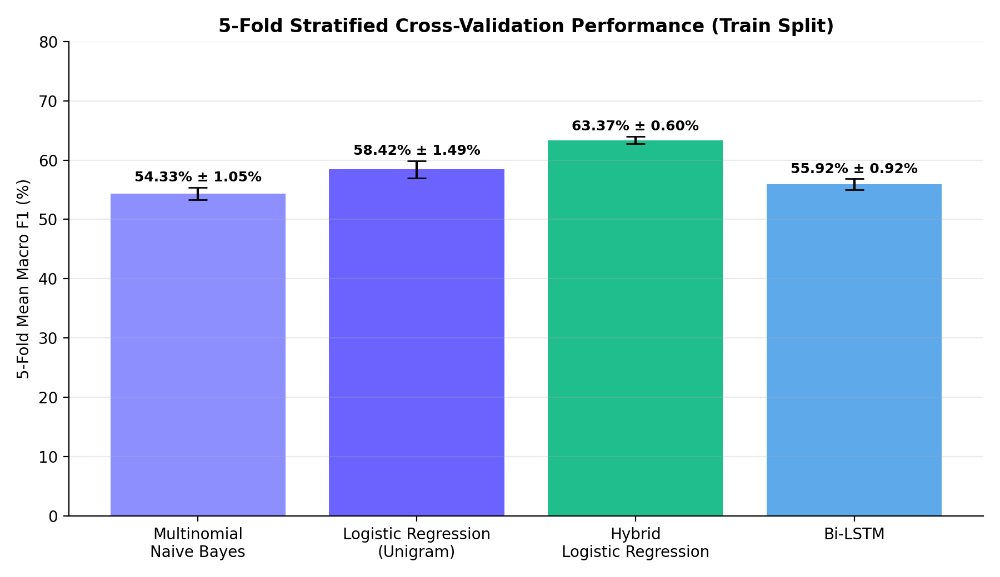 5-Fold Stratified Cross-Validation Performance (Train Split)
5-Fold Mean Macro F1 (%)
80
70
60
50
40
30
20
10
0
54.33% ± 1.05%
58.42% ± 1.49%
63.37% ± 0.60%
55.92% ± 0.92%
Multinomial
Naive Bayes
Logistic Regression
(Unigram)
Hybrid
Logistic Regression
Bi-LSTM